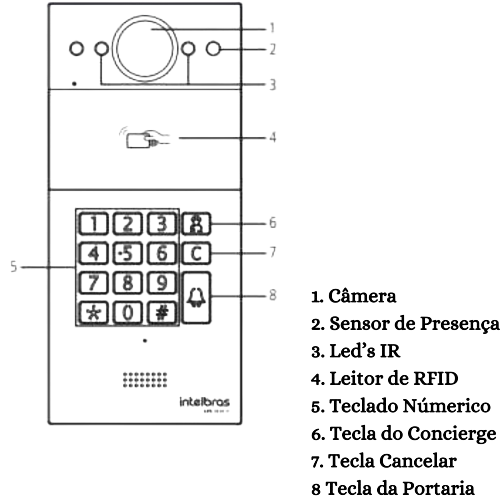 1
2
3
4
1 2 3
6
4 5 6 C
7
5
7 8 9
8
* 0 #
intelbras
1. Câmera
2. Sensor de Presença
3. Led's IR
4. Leitor de RFID
5. Teclado Númerico
6. Tecla do Concierge
7. Tecla Cancelar
8 Tecla da Portaria